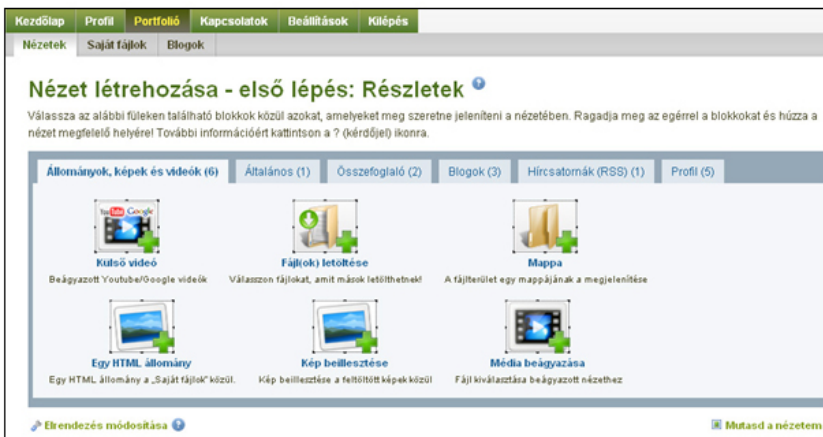 Kezdőlap Profil Portfolió Kapcsolatok Beállítások Kilépés
Nézetek Saját fájlok Blogok
Nézet létrehozása - első lépés: Részletek ?
Válassza az alábbi füleken található blokkok közül azokat, amelyeket meg szeretne jeleníteni a nézetében. Ragadja meg az egérrel a blokkokat és húzza a
nézet megfelelő helyére! További információért kattintson a ? (kérdőjel) ikonra.
Állományok, képek és videók (6) Általános (1) Összefoglaló (2) Blogok (3) Hírcsatornák (RSS) (1) Profil (5)
You Tube Google
Külső videó Fájl(ok) letöltése Mappa
Beágyazott Youtube/Google videók Válasszon fájlokat, amit mások letölthetnek! A fájlterület egy mappájának a megjelenítése
Egy HTML állomány Kép beillesztése Média beágyazása
Egy HTML állomány a „Saját fájlok" közül. Kép beillesztése a feltöltött képek közül Fájl kiválasztása beágyazott nézethez
Elrendezés módosítása ? Mutasd a nézetem